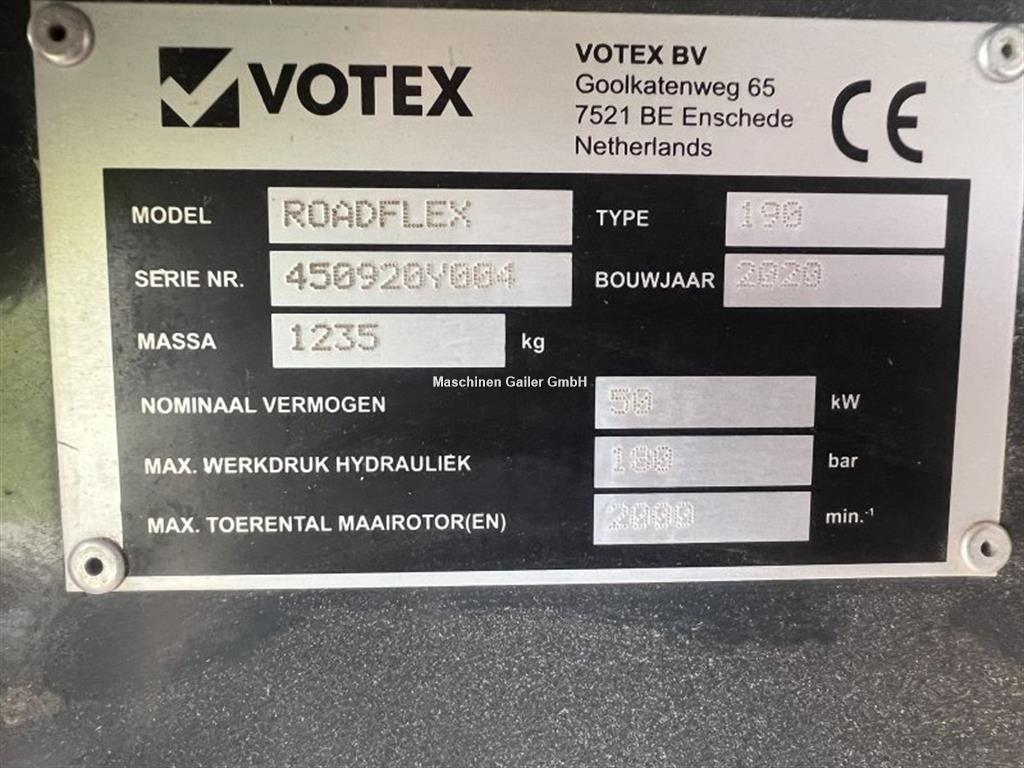 VOTEX
VOTEX BV
Goolkatenweg 65
7521 BE Enschede
Netherlands
CE
MODEL ROADFLEX TYPE 190
SERIE NR. 450920Y004 BOUWJAAR 2020
MASSA 1235 kg
Maschinen Gailer GmbH
NOMINAAL VERMOGEN 50 kW
MAX. WERKDRUK HYDRAULIEK bar
MAX. TOERENTAL MAAIROTOR(EN) 2000 min.⁻¹